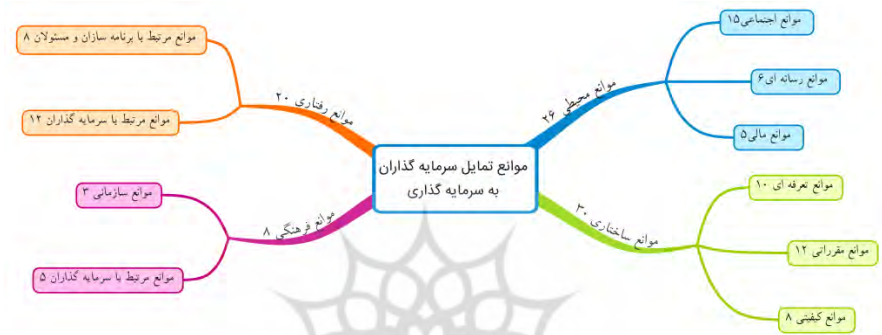 موانع تمایل سرمایه گذاران
به سرمایه گذاری
موانع محیطی ۲۶
موانع اجتماعی۱۵
موانع رسانه ای۶
موانع مالی۵
موانع ساختاری ۳۰
موانع تعرفه ای ۱۰
موانع مقرراتی ۱۲
موانع کیفیتی ۸
موانع رفتاری ۲۰
موانع مرتبط با برنامه سازان و مسئولان ۸
موانع مرتبط با سرمایه گذاران ۱۲
موانع فرهنگی ۸
موانع سازمانی ۳
موانع مرتبط با سرمایه گذاران ۵